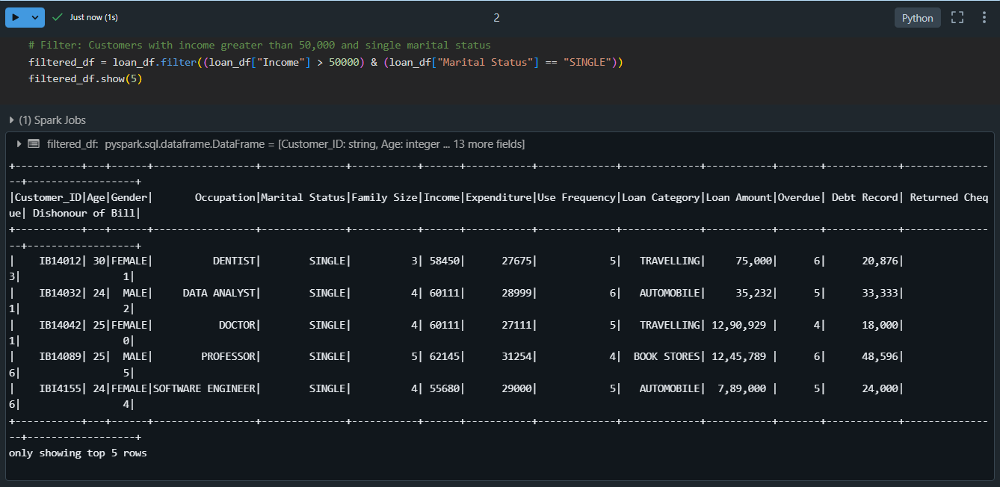 Just now (1s)
2
Python
# Filter: Customers with income greater than 50,000 and single marital status
filtered_df = loan_df.filter((loan_df["Income"] > 50000) & (loan_df["Marital Status"] == "SINGLE"))
filtered_df.show(5)
(1) Spark Jobs
filtered_df: pyspark.sql.dataframe.DataFrame = [Customer_ID: string, Age: integer ... 13 more fields]
+-----------+---+------+-----------------+--------------+-----------+------+-----------+-------------+-------------+-----------+-------+------------+--------------
--+------------------+
|Customer_ID|Age|Gender|       Occupation|Marital Status|Family Size|Income|Expenditure|Use Frequency|Loan Category|Loan Amount|Overdue| Debt Record| Returned Cheq
ue| Dishonour of Bill|
+-----------+---+------+-----------------+--------------+-----------+------+-----------+-------------+-------------+-----------+-------+------------+--------------
--+------------------+
|    IB14012| 30|FEMALE|          DENTIST|        SINGLE|          3| 58450|      27675|            5|   TRAVELLING|     75,000|      6|      20,876|
3|                 1|
|    IB14032| 24|  MALE|     DATA ANALYST|        SINGLE|          4| 60111|      28999|            6|   AUTOMOBILE|     35,232|      5|      33,333|
1|                 2|
|    IB14042| 25|FEMALE|           DOCTOR|        SINGLE|          4| 60111|      27111|            5|   TRAVELLING| 12,90,929 |      4|      18,000|
1|                 0|
|    IB14089| 25|  MALE|        PROFESSOR|        SINGLE|          5| 62145|      31254|            4|  BOOK STORES| 12,45,789 |      6|      48,596|
6|                 5|
|    IBI4155| 24|FEMALE|SOFTWARE ENGINEER|        SINGLE|          4| 55680|      29000|            5|   AUTOMOBILE|  7,89,000 |      5|      24,000|
6|                 4|
+-----------+---+------+-----------------+--------------+-----------+------+-----------+-------------+-------------+-----------+-------+------------+--------------
--+------------------+
only showing top 5 rows